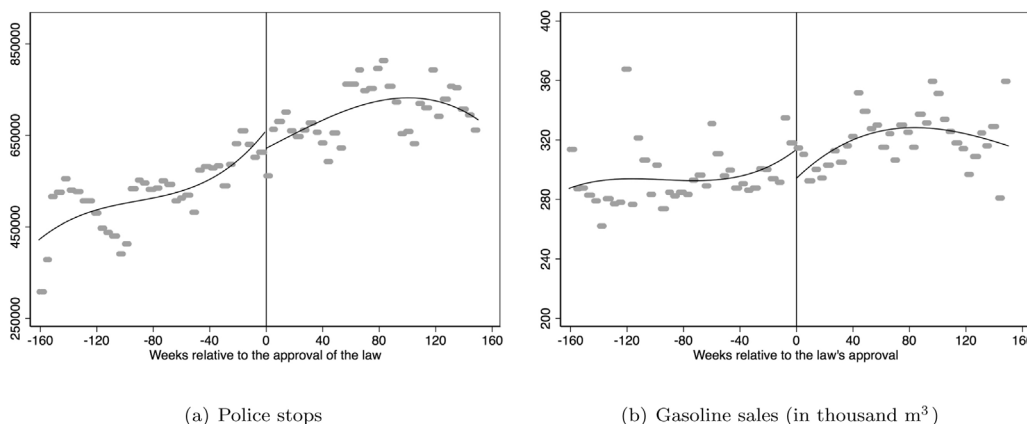 850000
650000
450000
250000
-160 -120 -80 -40 0 40 80 120 160
Weeks relative to the approval of the law
(a) Police stops
400
360
320
280
240
200
-160 -120 -80 -40 0 40 80 120 160
Weeks relative to the law's approval
(b) Gasoline sales (in thousand m³)